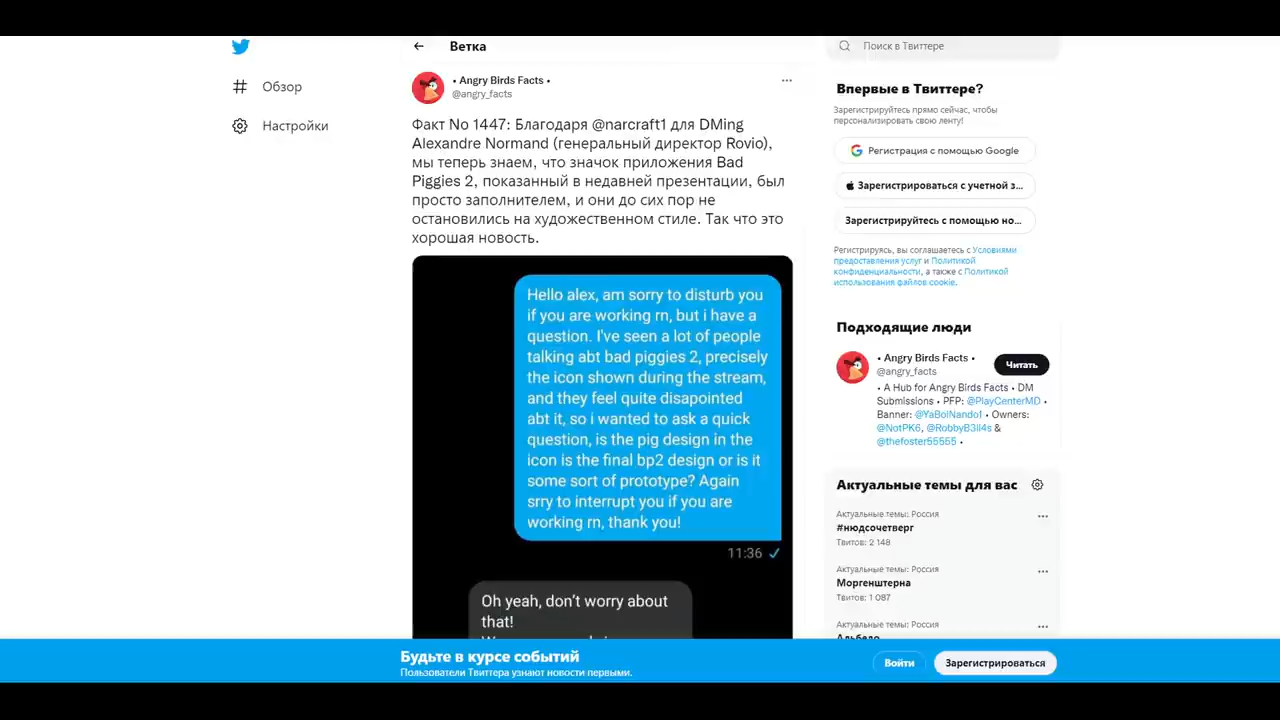 Обзор
Настройки
Ветка
• Angry Birds Facts •
@angry_facts
Факт No 1447: Благодаря @narcraft1 для DMing
Alexandre Normand (генеральный директор Rovio),
мы теперь знаем, что значок приложения Bad
Piggies 2, показанный в недавней презентации, был
просто заполнителем, и они до сих пор не
остановились на художественном стиле. Так что это
хорошая новость.
Hello alex, am sorry to disturb you
if you are working rn, but i have a
question. I've seen a lot of people
talking abt bad piggies 2, precisely
the icon shown during the stream,
and they feel quite disapointed
abt it, so i wanted to ask a quick
question, is the pig design in the
icon is the final bp2 design or is it
some sort of prototype? Again
srry to interrupt you if you are
working rn, thank you!
11:36
Oh yeah, don't worry about
that!
Поиск в Твиттере
Впервые в Твиттере?
Зарегистрируйтесь прямо сейчас, чтобы
персонализировать свою ленту!
Регистрация с помощью Google
Зарегистрироваться с учетной з...
Зарегистрируйтесь с помощью но...
Регистрируясь, вы соглашаетесь с Условиями
предоставления услуг и Политикой
конфиденциальности, а также с Политикой
использования файлов cookie.
Подходящие люди
• Angry Birds Facts •
@angry_facts
Читать
• A Hub for Angry Birds Facts • DM
Submissions • PFP: @PlayCenterMD •
Banner: @YaBoiNando1 • Owners:
@NotPK6, @RobbyB3ll4s &
@thefoster55555 •
Актуальные темы для вас
Актуальные темы: Россия
#нюдсочетверг
Твитов: 2 148
Актуальные темы: Россия
Моргенштерна
Твитов: 1 087
Актуальные темы: Россия
Альбедо
Будьте в курсе событий
Пользователи Твиттера узнают новости первыми.
Войти
Зарегистрироваться